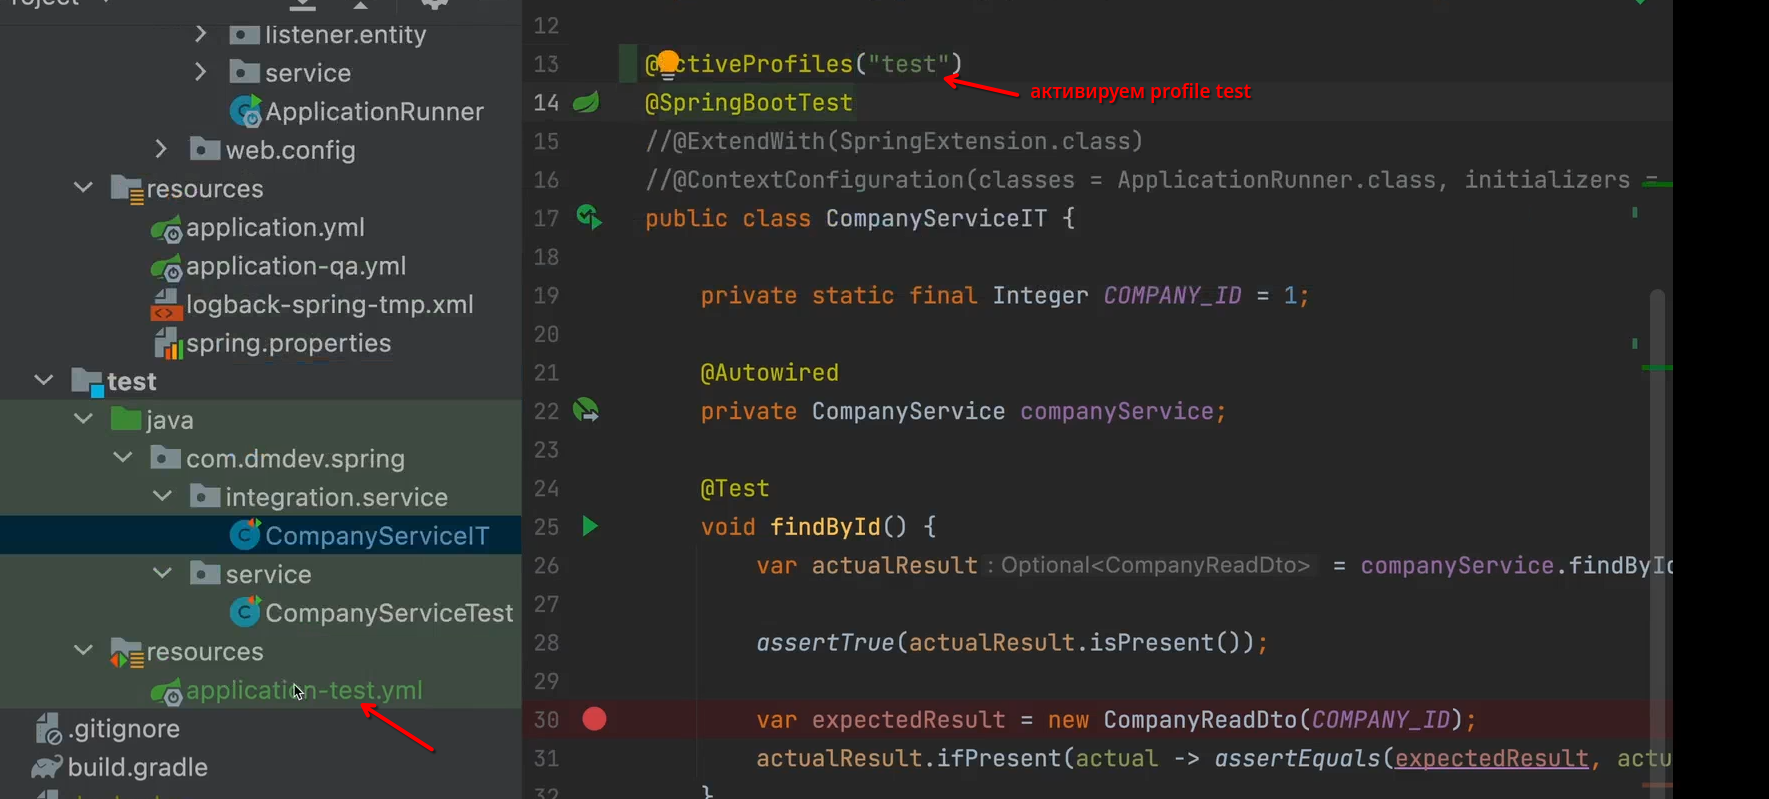 listener.entity
service
ApplicationRunner
web.config
resources
application.yml
application-qa.yml
logback-spring-tmp.xml
spring.properties
test
java
com.dmdev.spring
integration.service
CompanyServiceIT
service
CompanyServiceTest
resources
application-test.yml
.gitignore
build.gradle
12
13 @ctiveProfiles("test")
активируем profile test
14 @SpringBootTest
15 //@ExtendWith(SpringExtension.class)
16 //@ContextConfiguration(classes = ApplicationRunner.class, initializers =
17 public class CompanyServiceIT {
18
19 private static final Integer COMPANY_ID = 1;
20
21 @Autowired
22 private CompanyService companyService;
23
24 @Test
25 void findById() {
26 var actualResult : Optional<CompanyReadDto> = companyService.findById
27
28 assertTrue(actualResult.isPresent());
29
30 var expectedResult = new CompanyReadDto(COMPANY_ID);
31 actualResult.ifPresent(actual -> assertEquals(expectedResult, actu
32 }